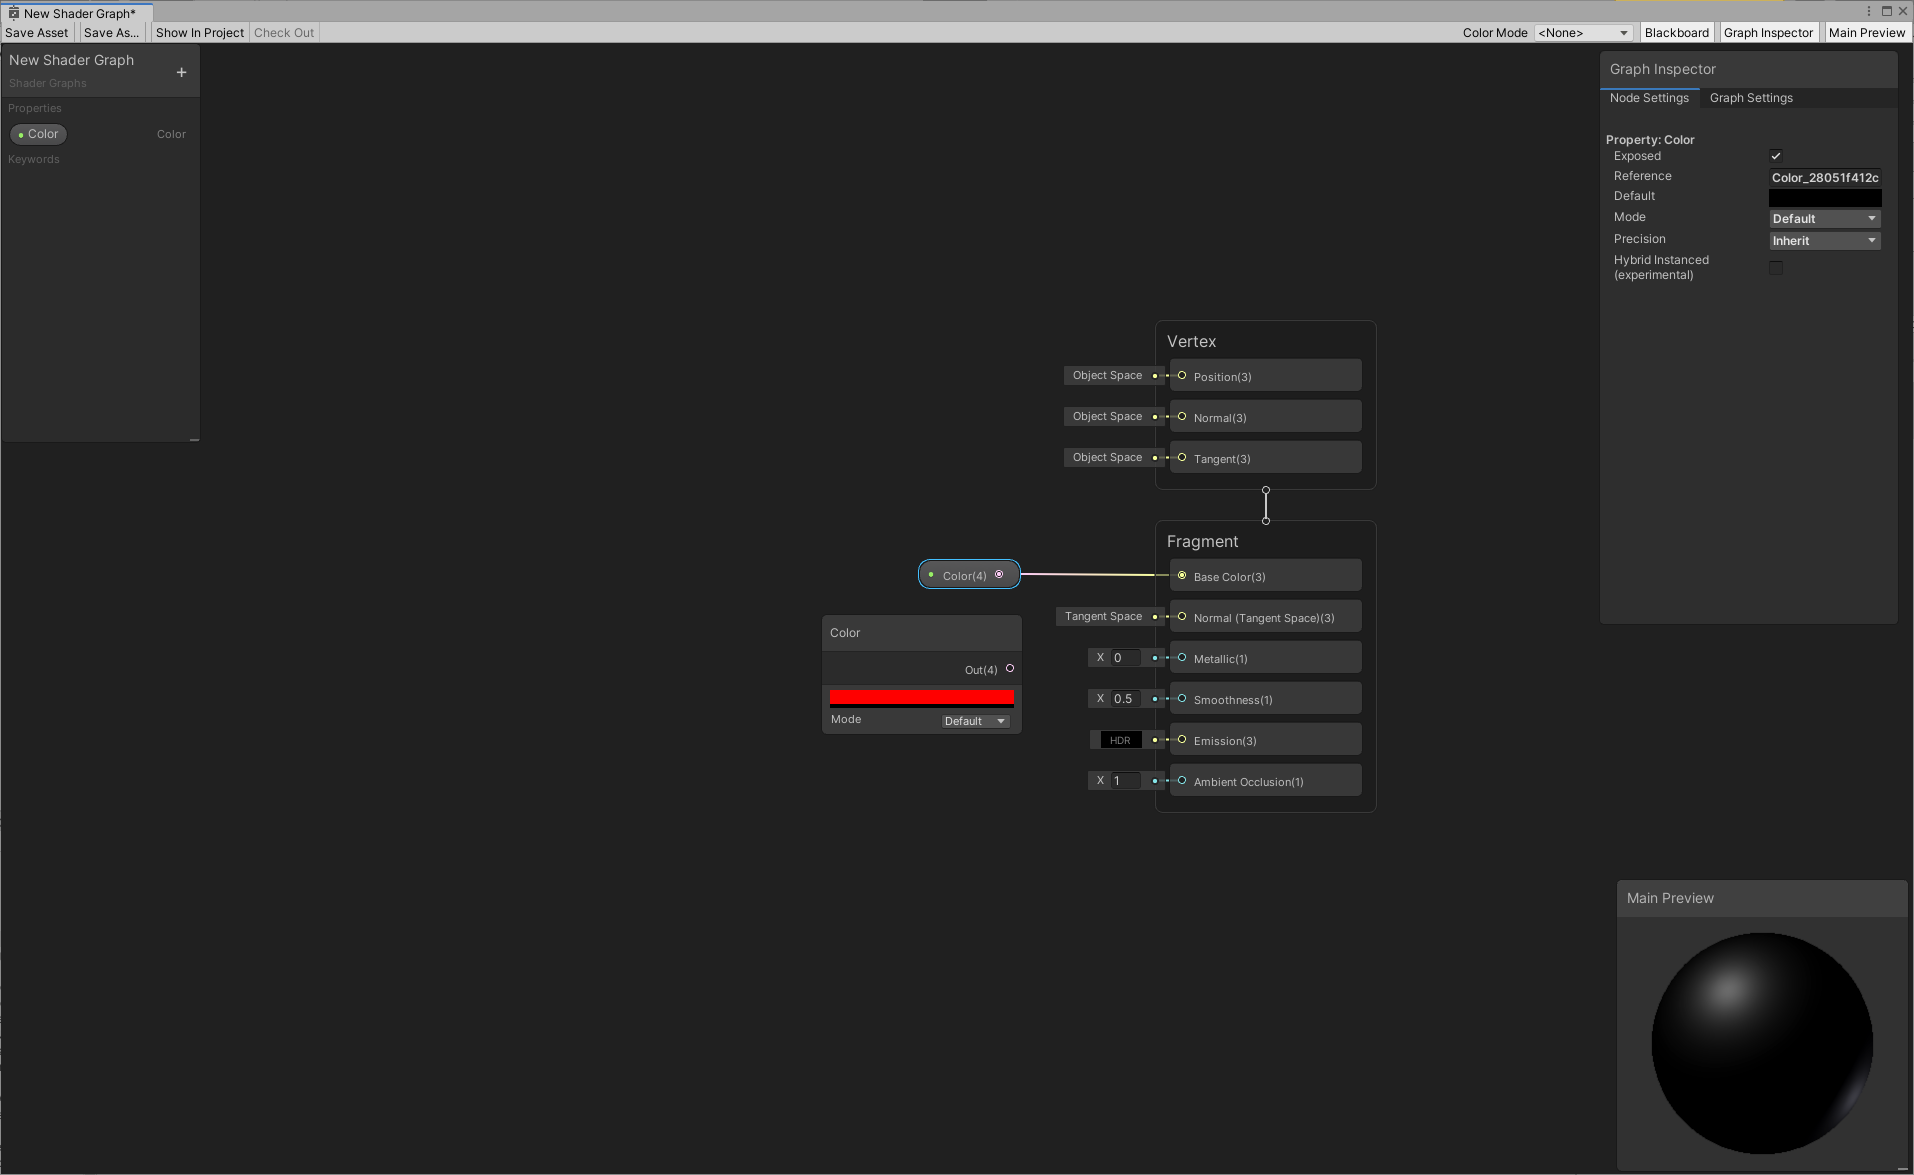 New Shader Graph*
Save Asset
Save As...
Show In Project
Check Out
Color Mode
<None>
Blackboard
Graph Inspector
Main Preview
New Shader Graph
Shader Graphs
Properties
Color
Color
Keywords
Graph Inspector
Node Settings
Graph Settings
Property: Color
Exposed
Reference
Color_28051f412c
Default
Mode
Default
Precision
Inherit
Hybrid Instanced
(experimental)
Vertex
Object Space
Position(3)
Object Space
Normal(3)
Object Space
Tangent(3)
Fragment
Color(4)
Base Color(3)
Tangent Space
Normal (Tangent Space)(3)
X 0
Metallic(1)
X 0.5
Smoothness(1)
HDR
Emission(3)
X 1
Ambient Occlusion(1)
Color
Out(4)
Mode
Default
Main Preview